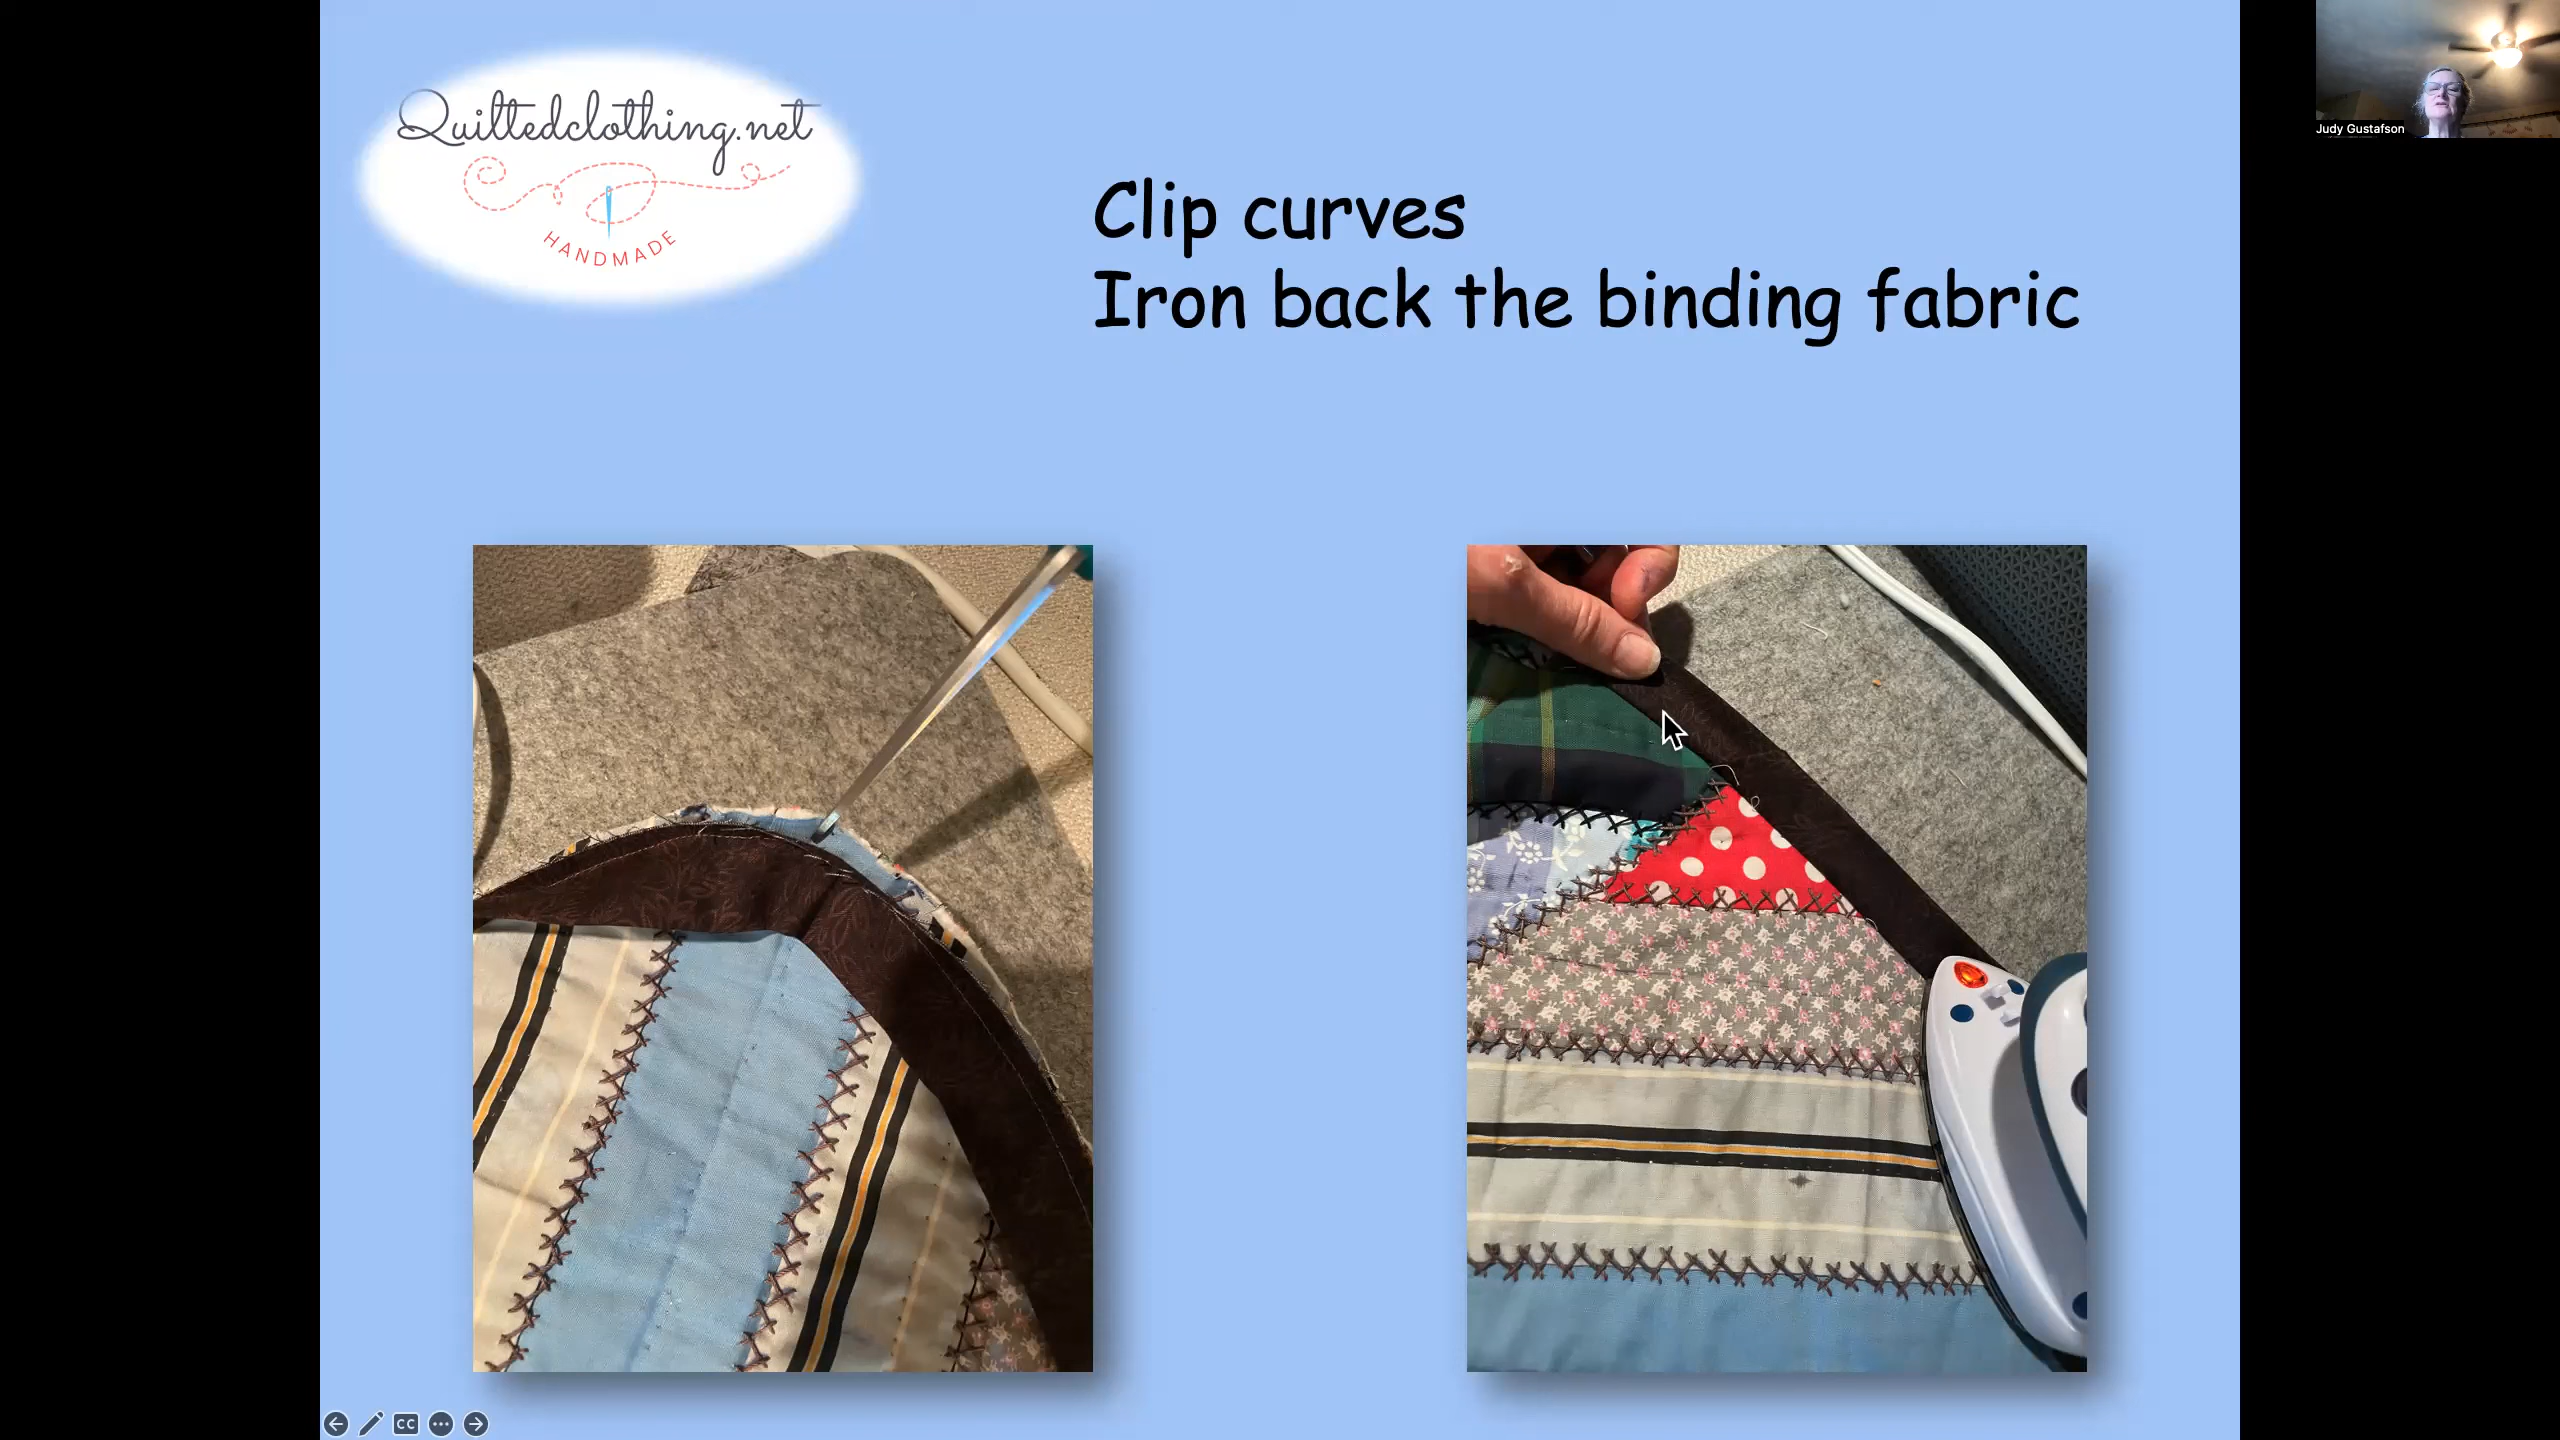 Quiltedclothing.net
HANDMADE
Clip curves
Iron back the binding fabric
Judy Gustafson
CC